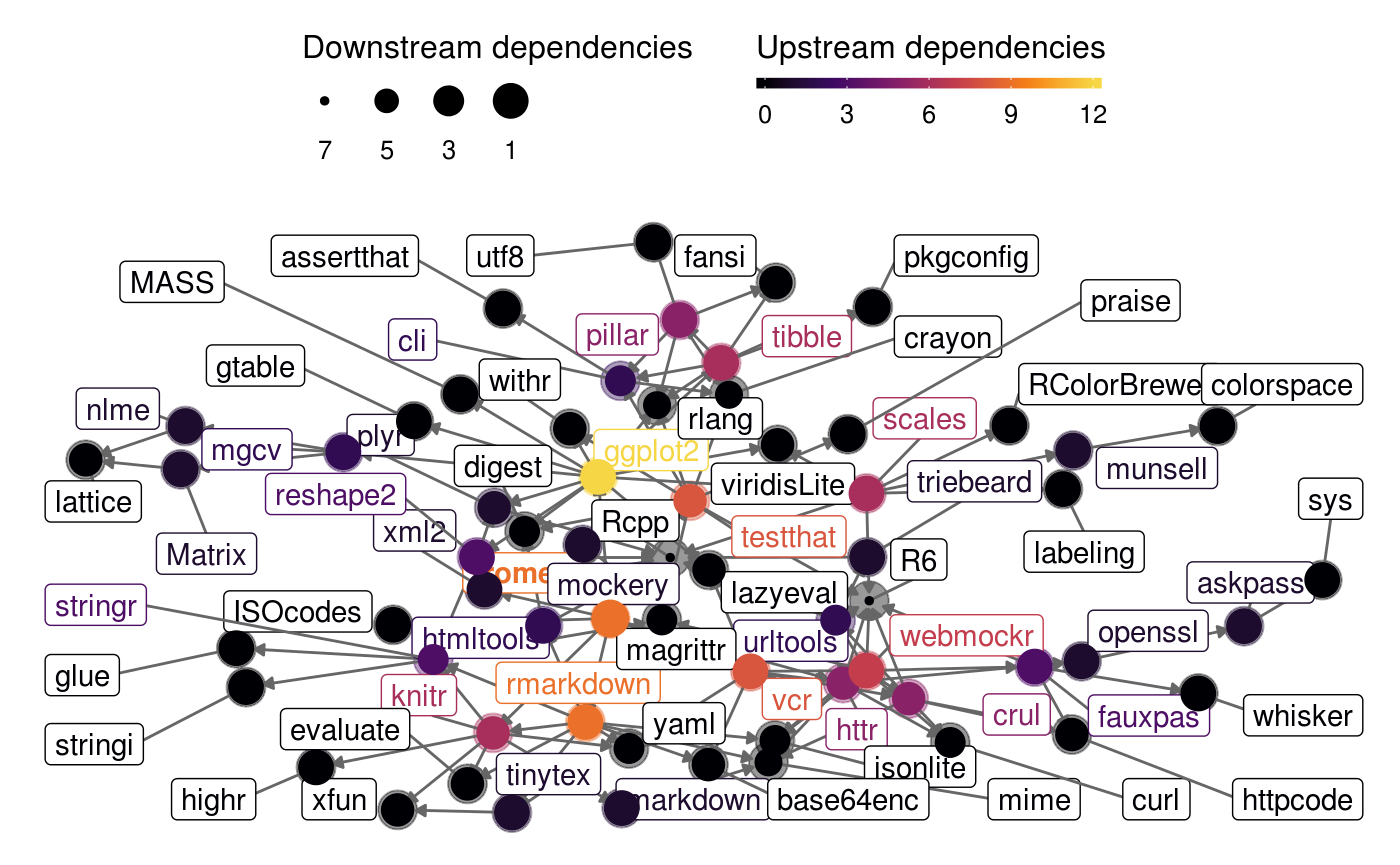 Downstream dependencies
Upstream dependencies
7 5 3 1
0 3 6 9 12
assertthat
utf8
fansi
pkgconfig
MASS
praise
cli
pillar
tibble
crayon
gtable
withr
RColorBrewe
colorspace
nlme
rlang
scales
mgcv
plyr
ggplot2
digest
viridisLite
triebeard
munsell
lattice
reshape2
sys
xml2
Rcpp
testthat
Matrix
R6
labeling
ome
mockery
lazyeval
askpass
stringr
ISOcodes
htmltools
magrittr
urltools
webmockr
openssl
glue
knitr
rmarkdown
vcr
httr
crul
fauxpas
whisker
stringi
evaluate
yaml
jsonlite
tinytex
highr
xfun
markdown
base64enc
mime
curl
httpcode